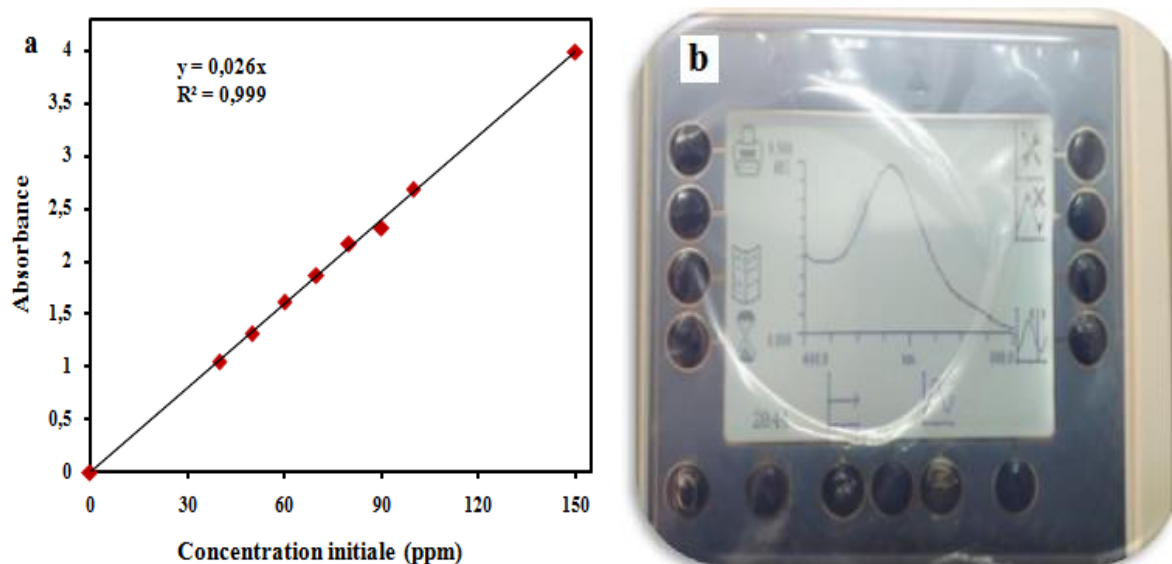 a
y = 0,026x
R² = 0,999
Absorbance
4
3,5
3
2,5
2
1,5
1
0,5
0
0 30 60 90 120 150
Concentration initiale (ppm)
b